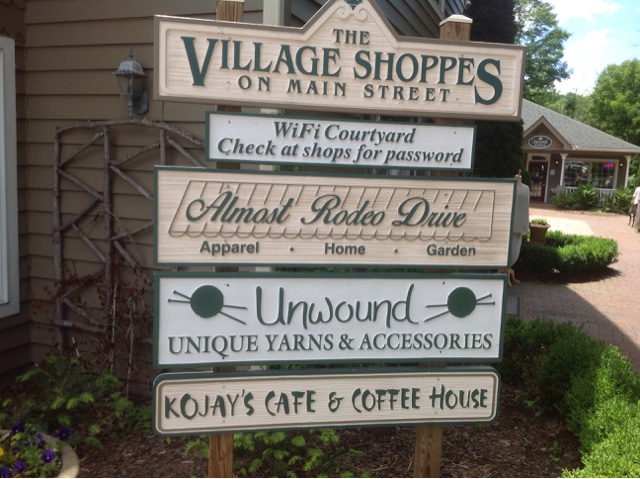 THE
VILLAGE SHOPPES
ON MAIN STREET
WiFi Courtyard
Check at shops for password
Almost Rodeo Drive
Apparel • Home • Garden
Unwound
UNIQUE YARNS & ACCESSORIES
KOJAY'S CAFE & COFFEE HOUSE